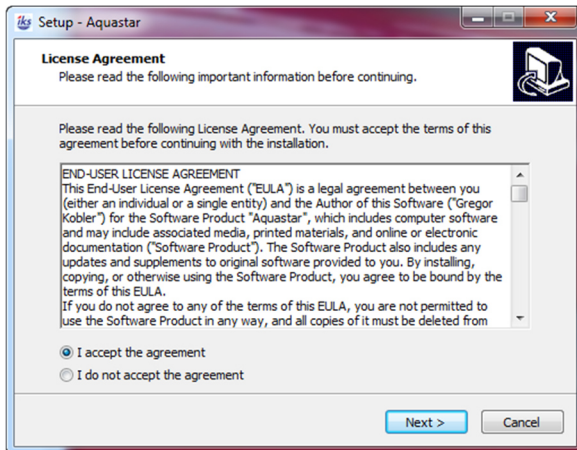 iks Setup - Aquastar
License Agreement
Please read the following important information before continuing.
Please read the following License Agreement. You must accept the terms of this
agreement before continuing with the installation.
END-USER LICENSE AGREEMENT
This End-User License Agreement ("EULA") is a legal agreement between you
(either an individual or a single entity) and the Author of this Software ("Gregor
Kobler") for the Software Product "Aquastar", which includes computer software
and may include associated media, printed materials, and online or electronic
documentation ("Software Product"). The Software Product also includes any
updates and supplements to original software provided to you. By installing,
copying, or otherwise using the Software Product, you agree to be bound by the
terms of this EULA.
If you do not agree to any of the terms of this EULA, you are not permitted to
use the Software Product in any way, and all copies of it must be deleted from
I accept the agreement
I do not accept the agreement
Next >
Cancel